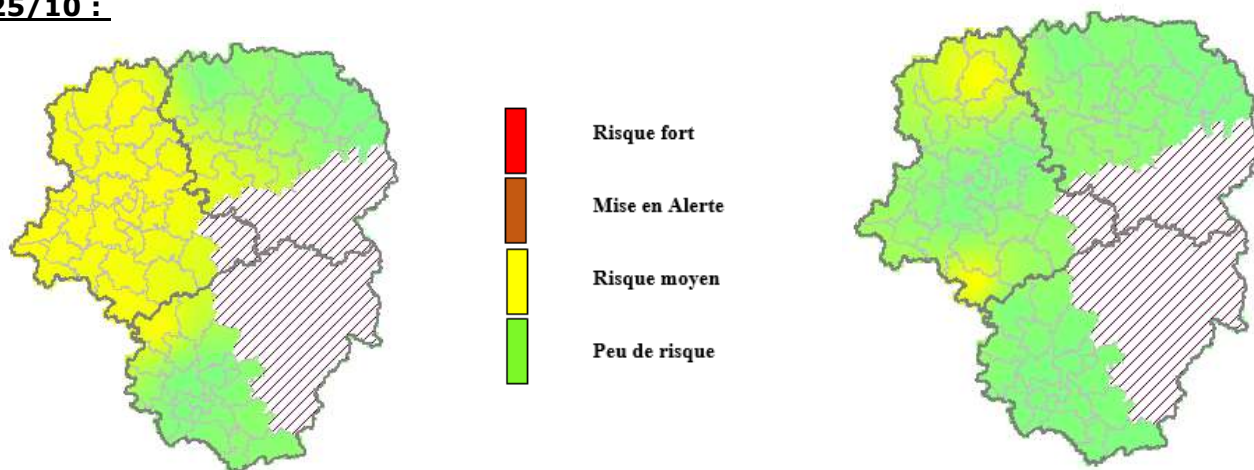 25/10 :
Risque fort
Mise en Alerte
Risque moyen
Peu de risque